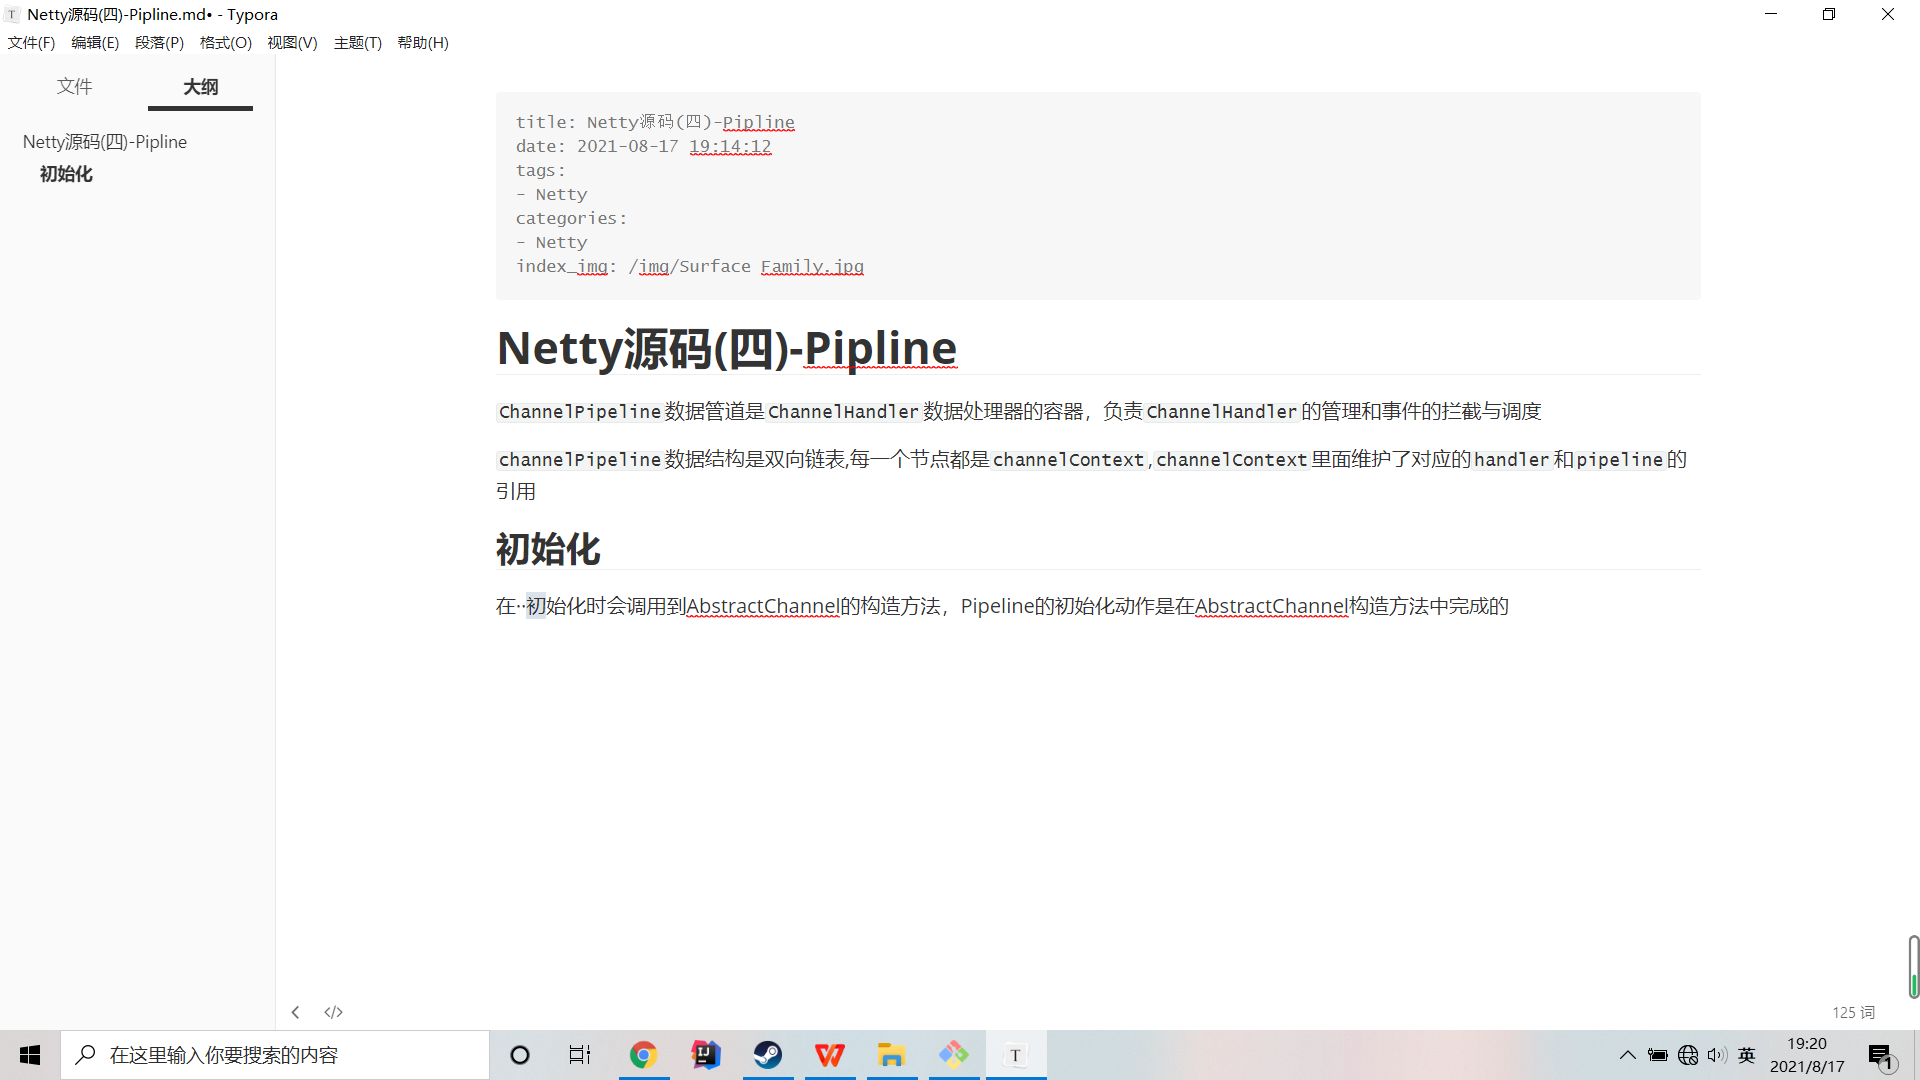 Netty源码(四)-Pipline.md• - Typora
文件(F) 编辑(E) 段落(P) 格式(O) 视图(V) 主题(T) 帮助(H)
文件 大纲
Netty源码(四)-Pipline
初始化
title: Netty源码(四)-Pipline
date: 2021-08-17 19:14:12
tags:
- Netty
categories:
- Netty
index_img: /img/Surface Family.jpg
Netty源码(四)-Pipline
ChannelPipeline数据管道是ChannelHandler数据处理器的容器，负责ChannelHandler的管理和事件的拦截与调度
channelPipeline数据结构是双向链表,每一个节点都是channelContext,channelContext里面维护了对应的handler和pipeline的
引用
初始化
在··初始化时会调用到AbstractChannel的构造方法，Pipeline的初始化动作是在AbstractChannel构造方法中完成的
125 词
在这里输入你要搜索的内容
英
19:20
2021/8/17
1